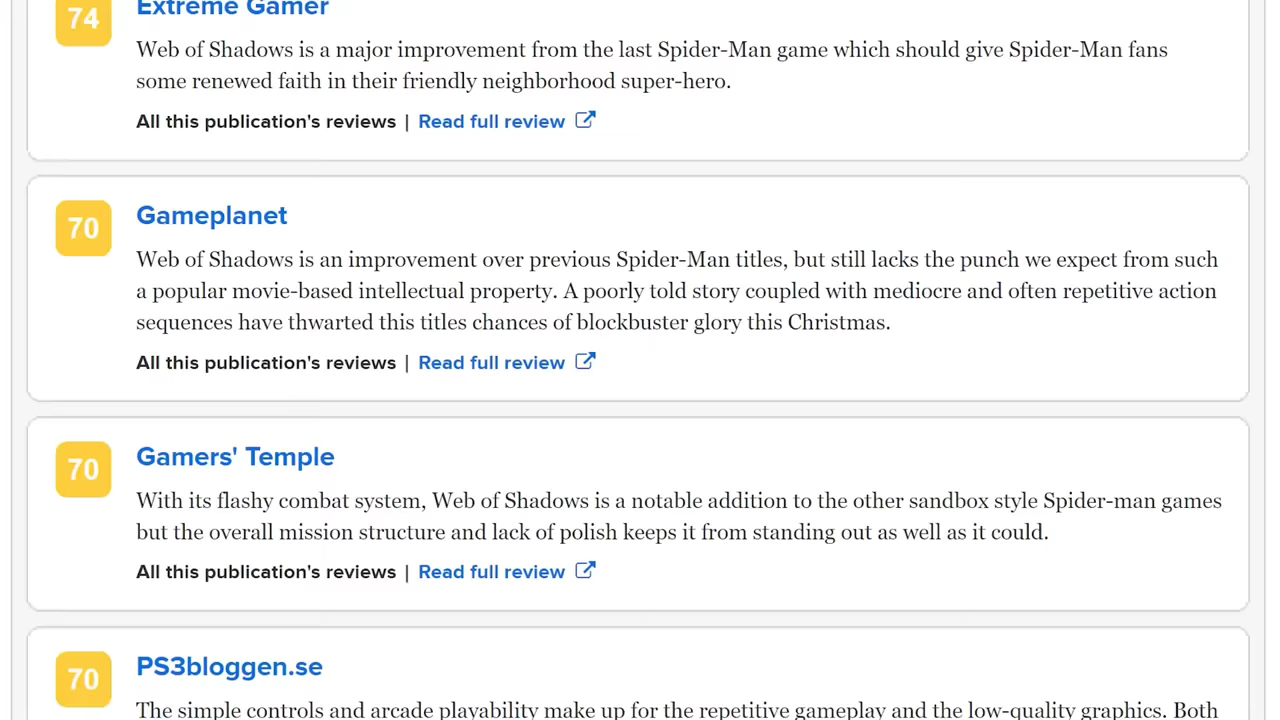 74
Extreme Gamer
Web of Shadows is a major improvement from the last Spider-Man game which should give Spider-Man fans
some renewed faith in their friendly neighborhood super-hero.
All this publication's reviews | Read full review
70
Gameplanet
Web of Shadows is an improvement over previous Spider-Man titles, but still lacks the punch we expect from such
a popular movie-based intellectual property. A poorly told story coupled with mediocre and often repetitive action
sequences have thwarted this titles chances of blockbuster glory this Christmas.
All this publication's reviews | Read full review
70
Gamers' Temple
With its flashy combat system, Web of Shadows is a notable addition to the other sandbox style Spider-man games
but the overall mission structure and lack of polish keeps it from standing out as well as it could.
All this publication's reviews | Read full review
70
PS3bloggen.se
The simple controls and arcade playability make up for the repetitive gameplay and the low-quality graphics. Both